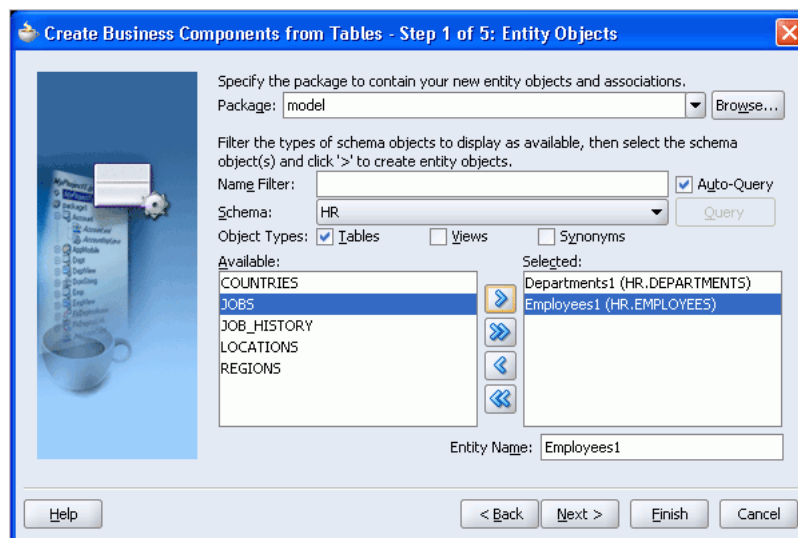 Create Business Components from Tables - Step 1 of 5: Entity Objects
Specify the package to contain your new entity objects and associations.
Package: model Browse...
Filter the types of schema objects to display as available, then select the schema
object(s) and click '>' to create entity objects.
Name Filter: Auto-Query
Schema: HR Query
Object Types: Tables Views Synonyms
Available: Selected:
COUNTRIES Departments1 (HR.DEPARTMENTS)
JOBS Employees1 (HR.EMPLOYEES)
JOB_HISTORY
LOCATIONS
REGIONS
Entity Name: Employees1
Help < Back Next > Finish Cancel